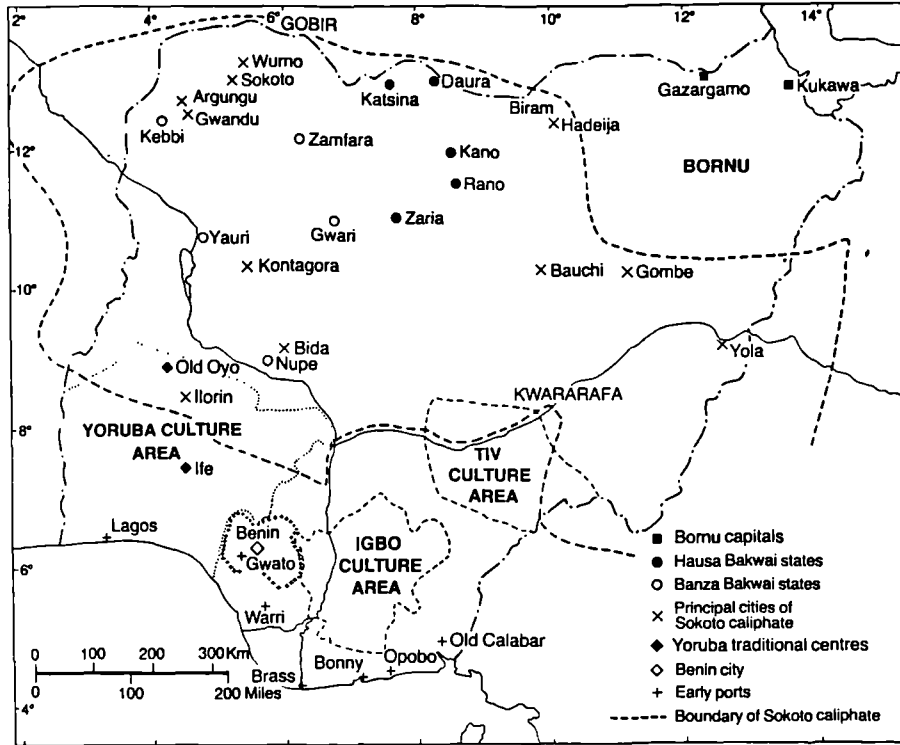 2° 4° 6° 8° 10° 12° 14°
GOBIR
Wurno
Sokoto
Daura
Katsina
Gazargamo
Kukawa
Argungu
Gwandu
Biram
Hadeija
Kebbi
Zamfara
12°
Kano
BORNU
Rano
Zaria
Gwari
Yauri
Kontagora
Bauchi
Gombe
10°
Bida
Nupe
Yola
Old Oyo
Ilorin
KWARARAFA
8°
YORUBA CULTURE
AREA
TIV
CULTURE
AREA
Ife
Lagos
Benin
Gwato
IGBO
CULTURE
AREA
6°
Warri
Old Calabar
Opobo
Bonny
Brass
0 100 200 300Km
0 100 200 Miles
4°
Bornu capitals
Hausa Bakwai states
Banza Bakwai states
Principal cities of
Sokoto caliphate
Yoruba traditional centres
Benin city
Early ports
Boundary of Sokoto caliphate